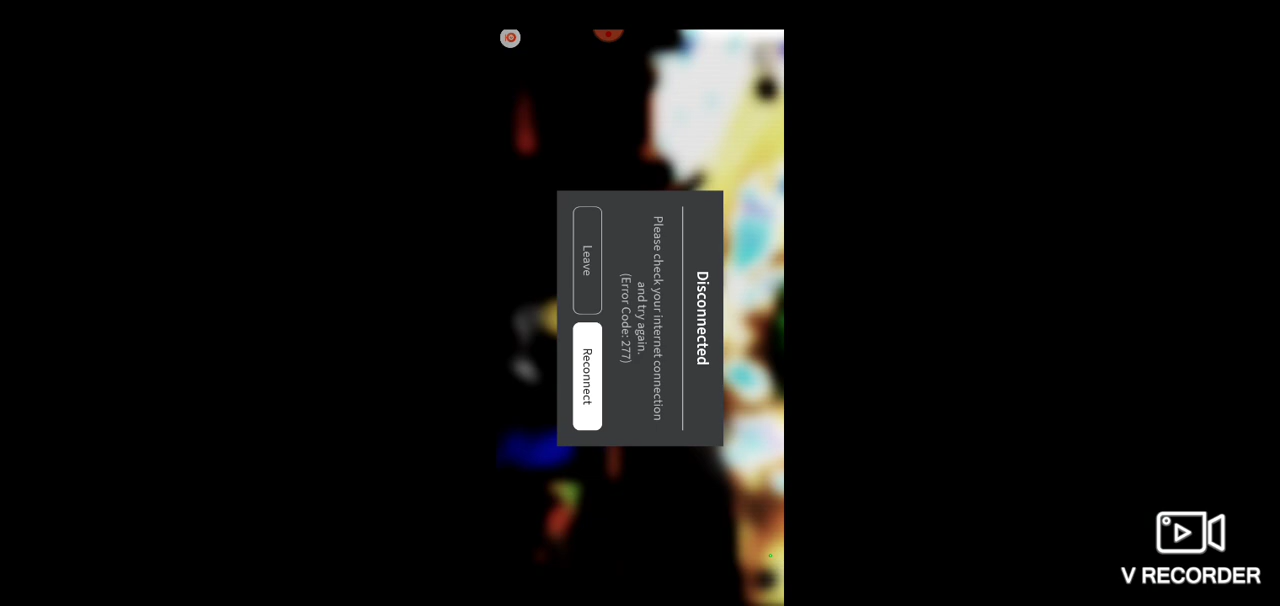 Disconnected
Please check your internet connection
and try again.
(Error Code: 277)
Leave
Reconnect
V RECORDER